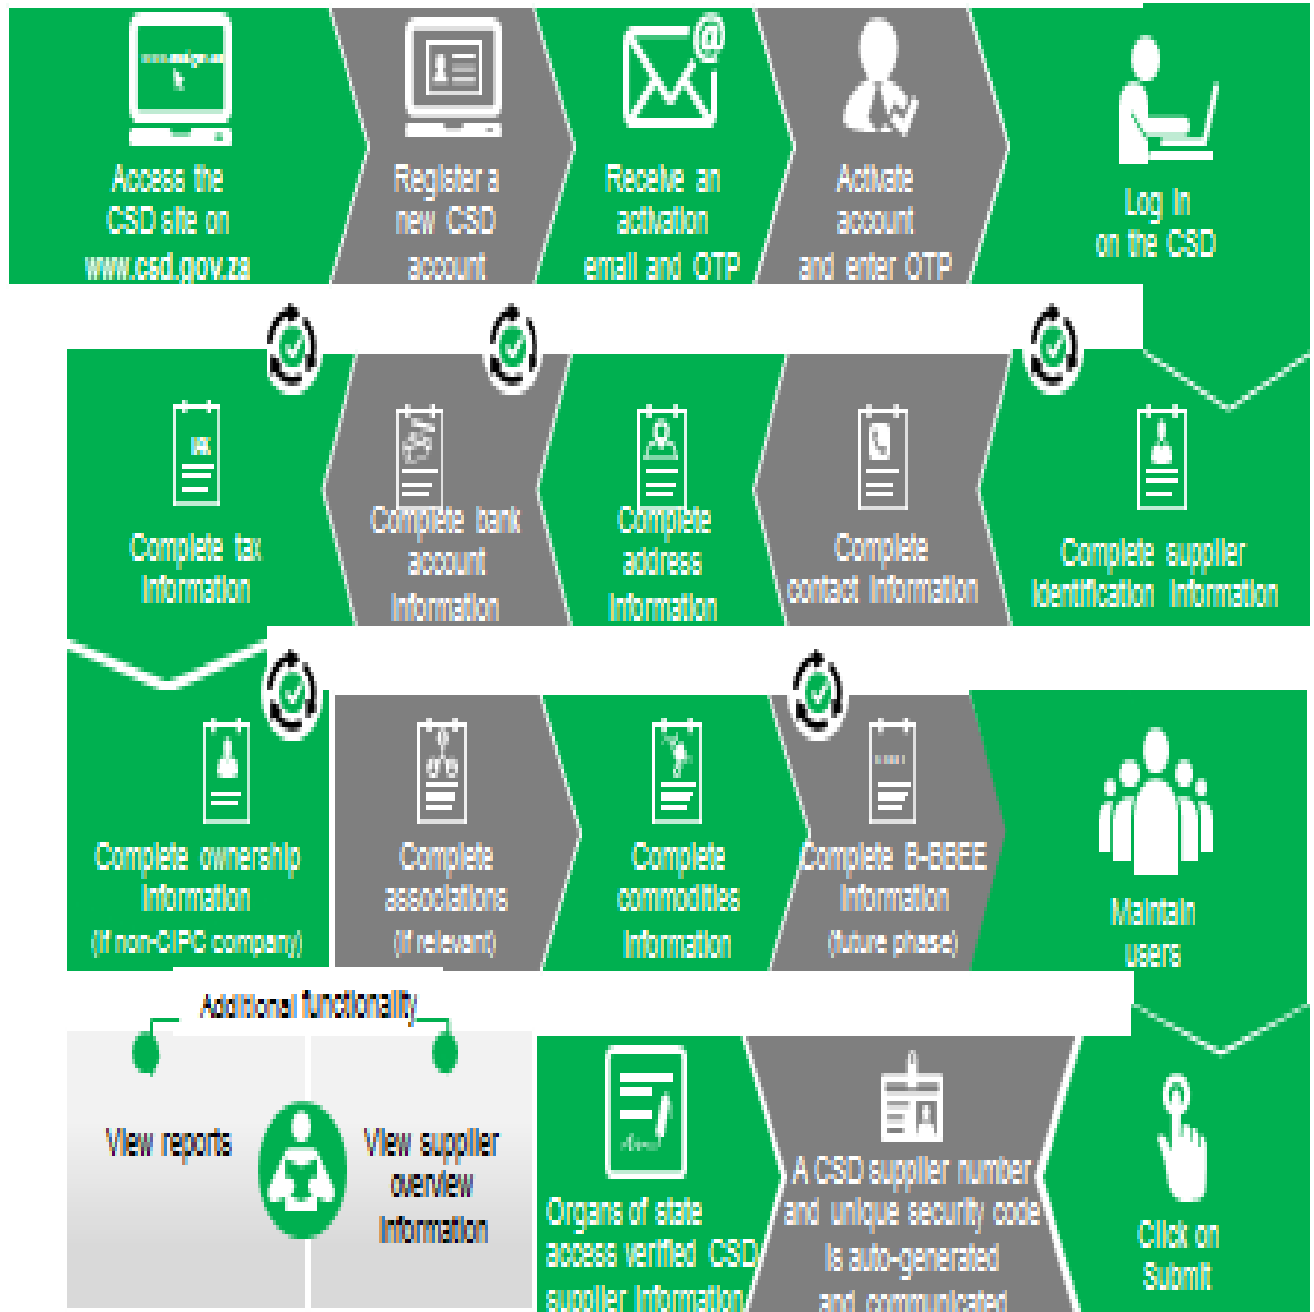 Access the
CSD site on
www.csd.gov.za
Register a
new CSD
account
Receive an
activation
email and OTP
Activate
account
and enter OTP
Log in
on the CSD
Complete tax
information
Complete bank
account
information
Complete
address
information
Complete
contact information
Complete supplier
identification information
Complete ownership
information
(if non-CIPC company)
Complete
associations
(if relevant)
Complete
commodities
information
Complete B-BBEE
information
(future phase)
Maintain
users
Additional functionality
View reports
View supplier
overview
information
Organs of state
access verified CSD
supplier information
A CSD supplier number
and unique security code
is auto-generated
and communicated
Click on
Submit